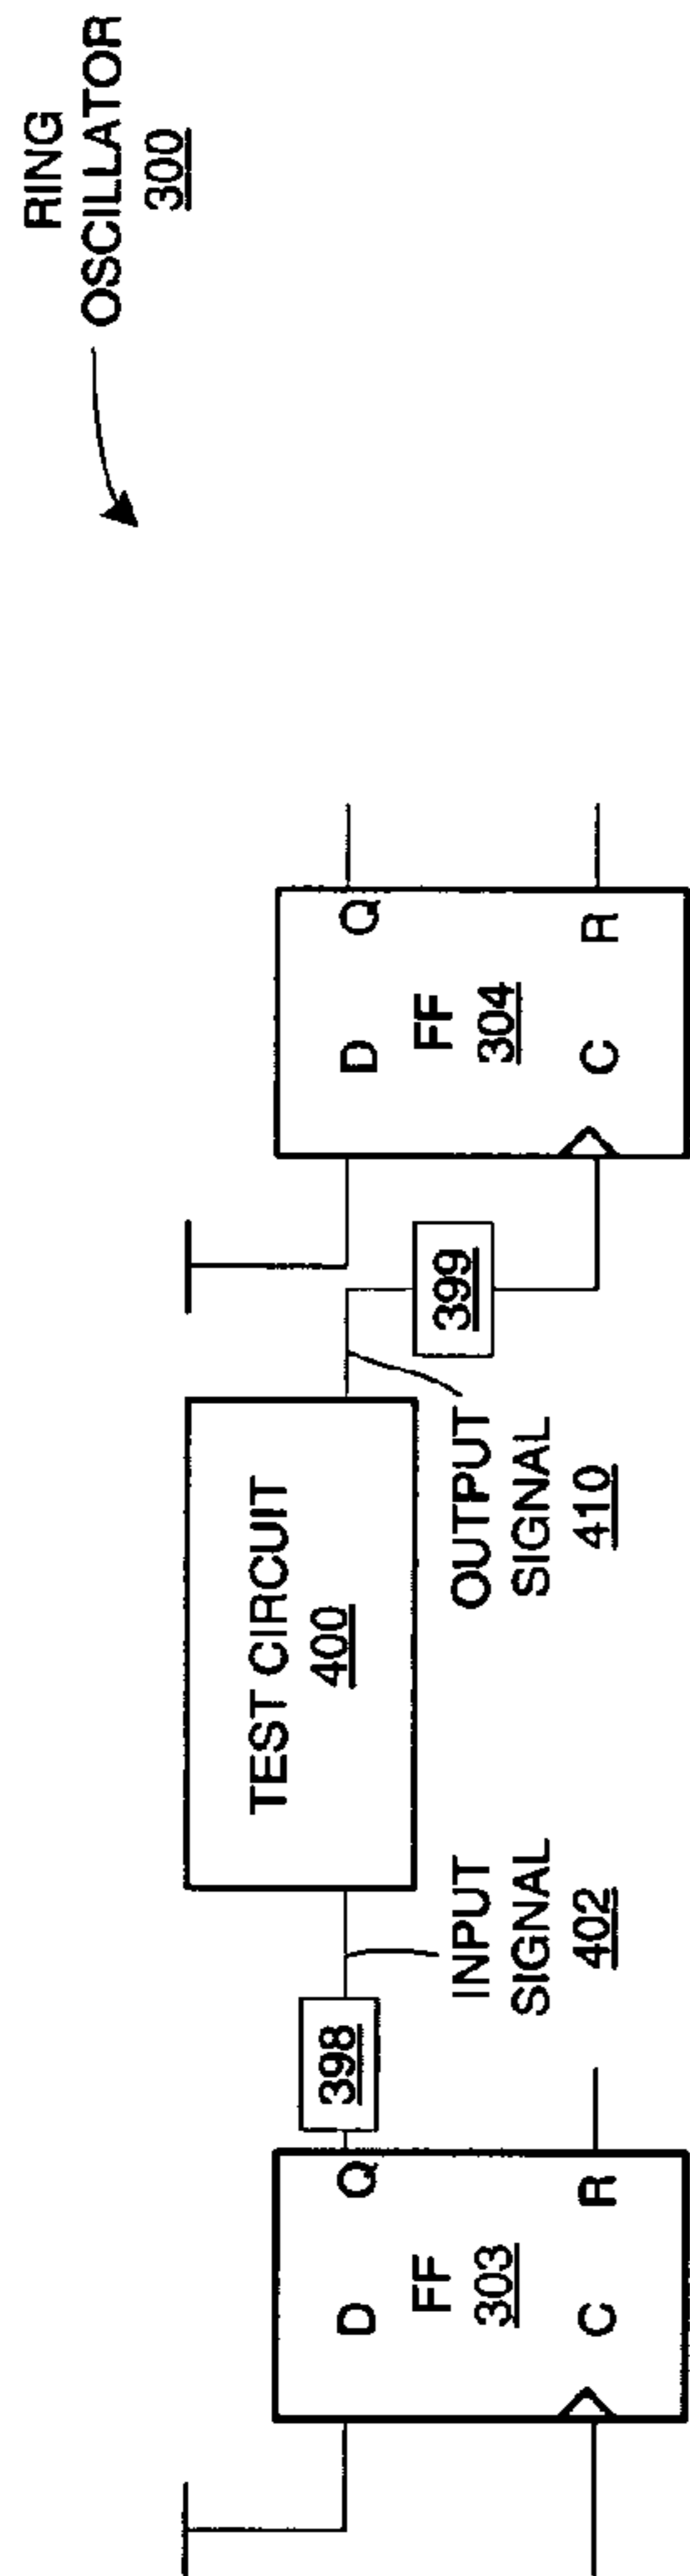 RING
OSCILLATOR
300
TEST CIRCUIT
400
D Q
FF
303
C R
398
INPUT
SIGNAL
402
OUTPUT
SIGNAL
410
399
D Q
FF
304
C R